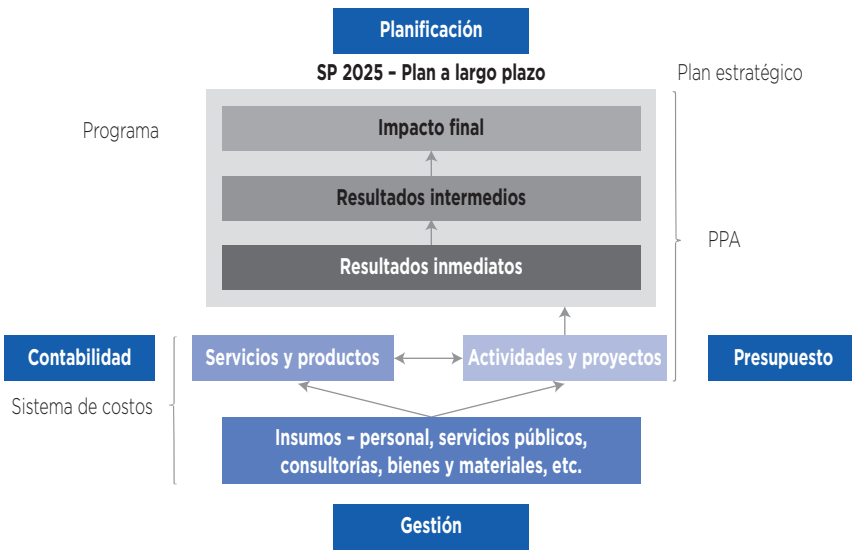 Planificación
SP 2025 – Plan a largo plazo
Plan estratégico
Programa
Impacto final
Resultados intermedios
PPA
Resultados inmediatos
Contabilidad
Servicios y productos
Actividades y proyectos
Presupuesto
Sistema de costos
Insumos – personal, servicios públicos,
consultorías, bienes y materiales, etc.
Gestión